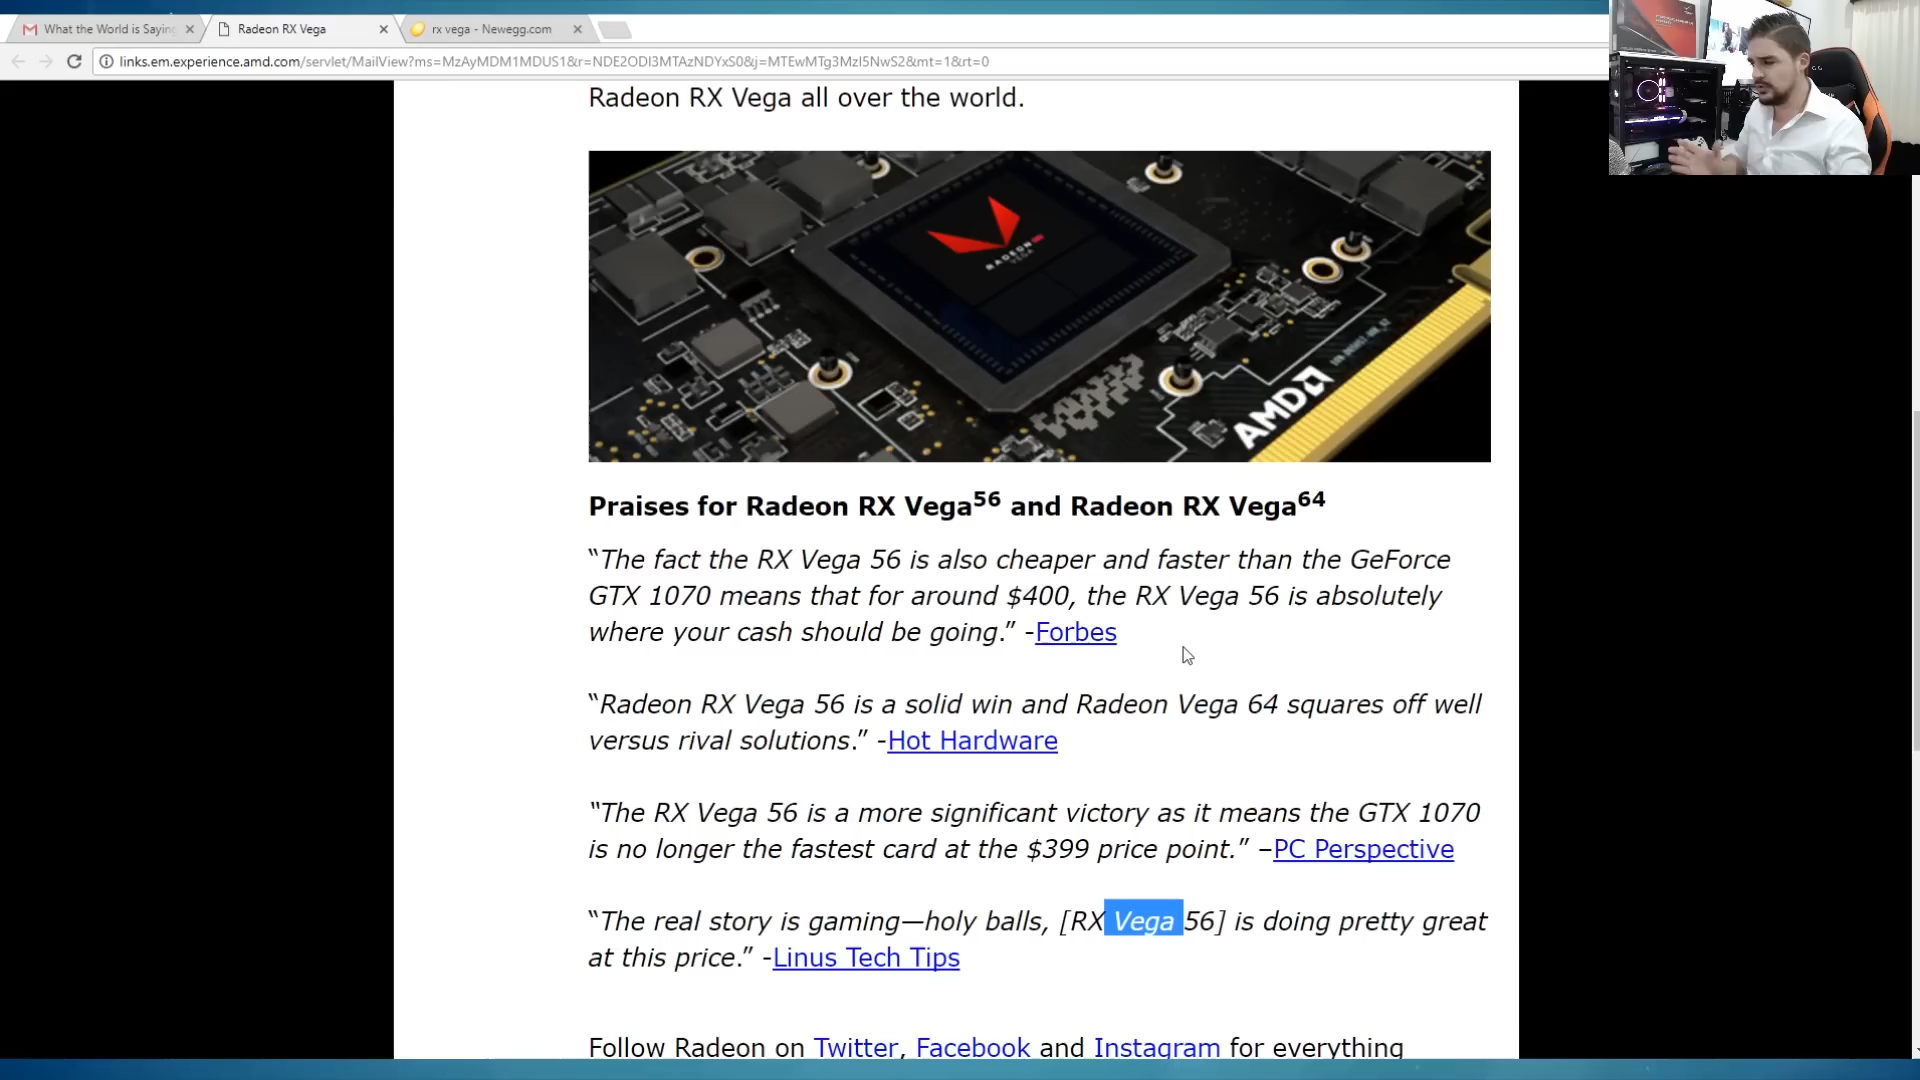 What the World is Saying
Radeon RX Vega
rx vega - Newegg.com
links.em.experience.amd.com/servlet/MailView?ms=MzAyMDM1MDUS1&r=NDE2ODI3MTAzNDYxS0&j=MTEwMTg3MzI5NwS2&mt=1&rt=0
Radeon RX Vega all over the world.
RADEON
VEGA
AMD
Praises for Radeon RX Vega56 and Radeon RX Vega64
“The fact the RX Vega 56 is also cheaper and faster than the GeForce
GTX 1070 means that for around $400, the RX Vega 56 is absolutely
where your cash should be going.” -Forbes
“Radeon RX Vega 56 is a solid win and Radeon Vega 64 squares off well
versus rival solutions.” -Hot Hardware
“The RX Vega 56 is a more significant victory as it means the GTX 1070
is no longer the fastest card at the $399 price point.” –PC Perspective
“The real story is gaming—holy balls, [RX Vega 56] is doing pretty great
at this price.” -Linus Tech Tips
Follow Radeon on Twitter, Facebook and Instagram for everything